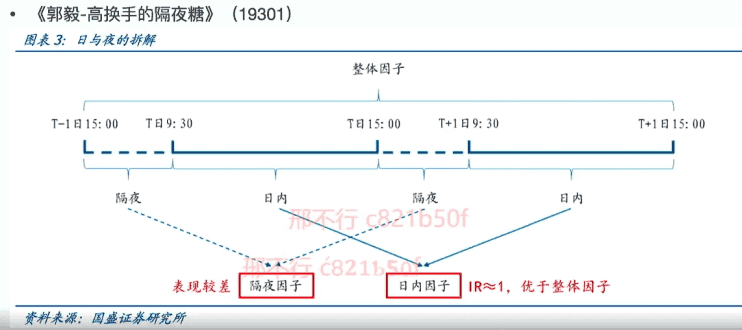 • 《郭毅-高换手的隔夜糖》（19301）
图表 3：日与夜的拆解
整体因子
T-1日15:00 T日9:30 T日15:00 T+1日9:30 T+1日15:00
隔夜 日内 隔夜 日内
邢不行 c821b50f
邢不行 c821b50f
表现较差 隔夜因子 日内因子 IR≈1，优于整体因子
资料来源：国盛证券研究所